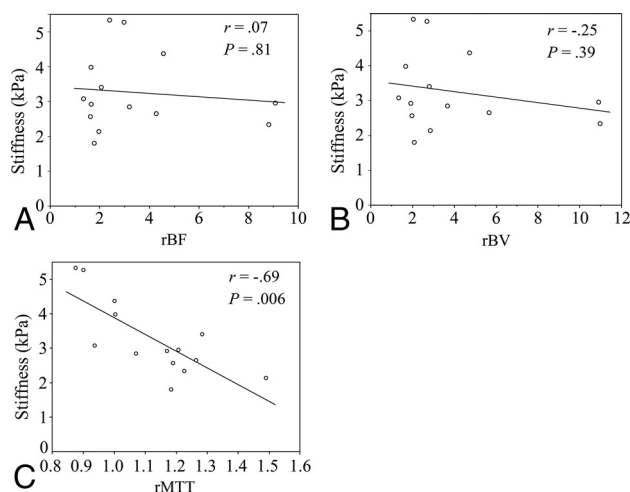 r = .07
P = .81
Stiffness (kPa)
5
4
3
2
1
0
0 2 4 6 8 10
rBF
A
r = -.25
P = .39
Stiffness (kPa)
5
4
3
2
1
0
0 2 4 6 8 10 12
rBV
B
r = -.69
P = .006
Stiffness (kPa)
5
4
3
2
1
0
0.8 0.9 1.0 1.1 1.2 1.3 1.4 1.5 1.6
rMTT
C